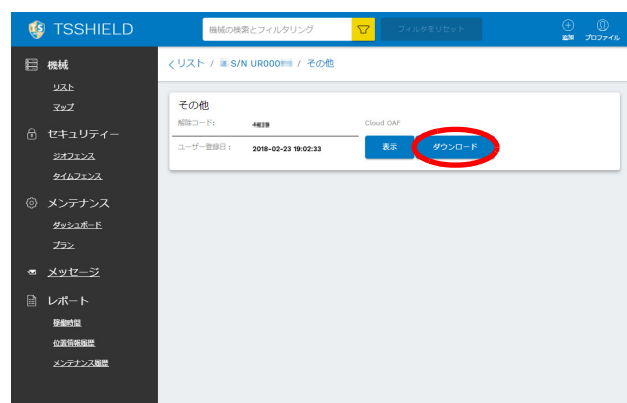 TSSHIELD
機械の検索とフィルタリング
フィルタをリセット
追加
プロファイル
機械
リスト
マップ
セキュリティー
ジオフェンス
タイムフェンス
メンテナンス
ダッシュボード
プラン
メッセージ
レポート
稼働時間
位置情報履歴
メンテナンス履歴
リスト / S/N UR000 / その他
その他
解除コード:
Cloud OAF
ユーザー登録日:
2018-02-23 19:02:33
表示
ダウンロード